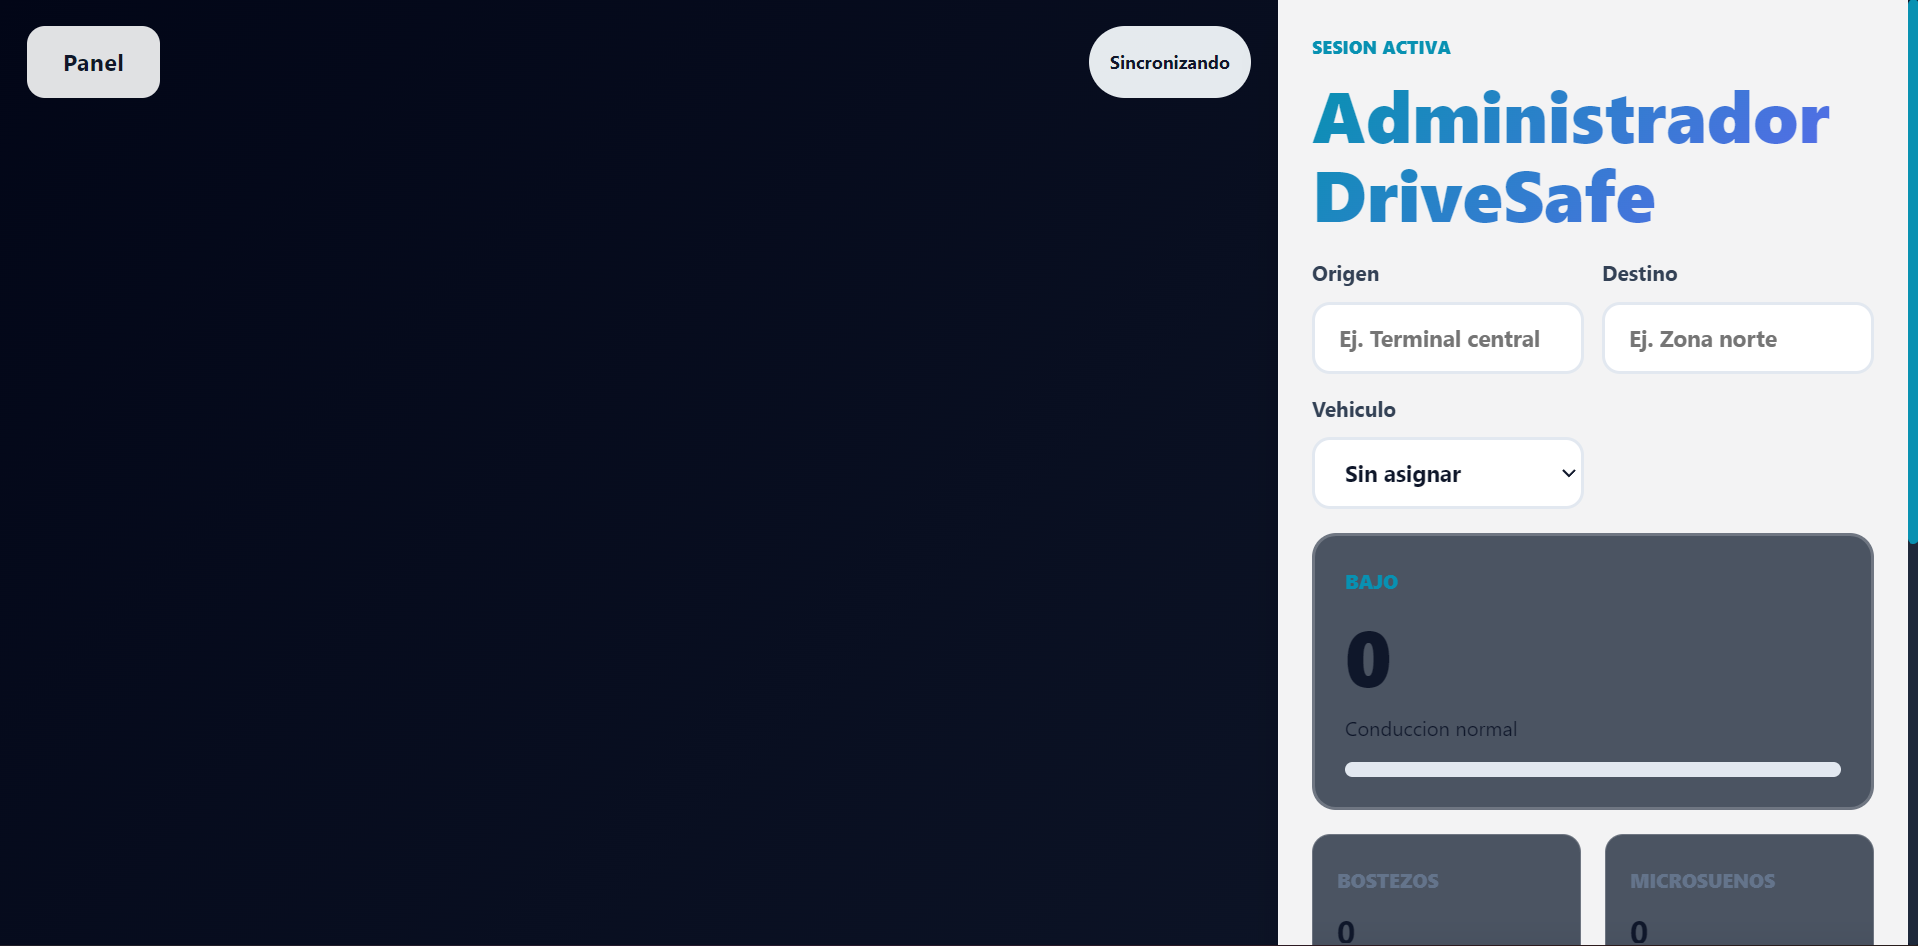 Panel
Sincronizando
SESION ACTIVA
Administrador
DriveSafe
Origen
Destino
Ej. Terminal central
Ej. Zona norte
Vehiculo
Sin asignar
BAJO
0
Conduccion normal
BOSTEZOS
MICROSUENOS
0
0